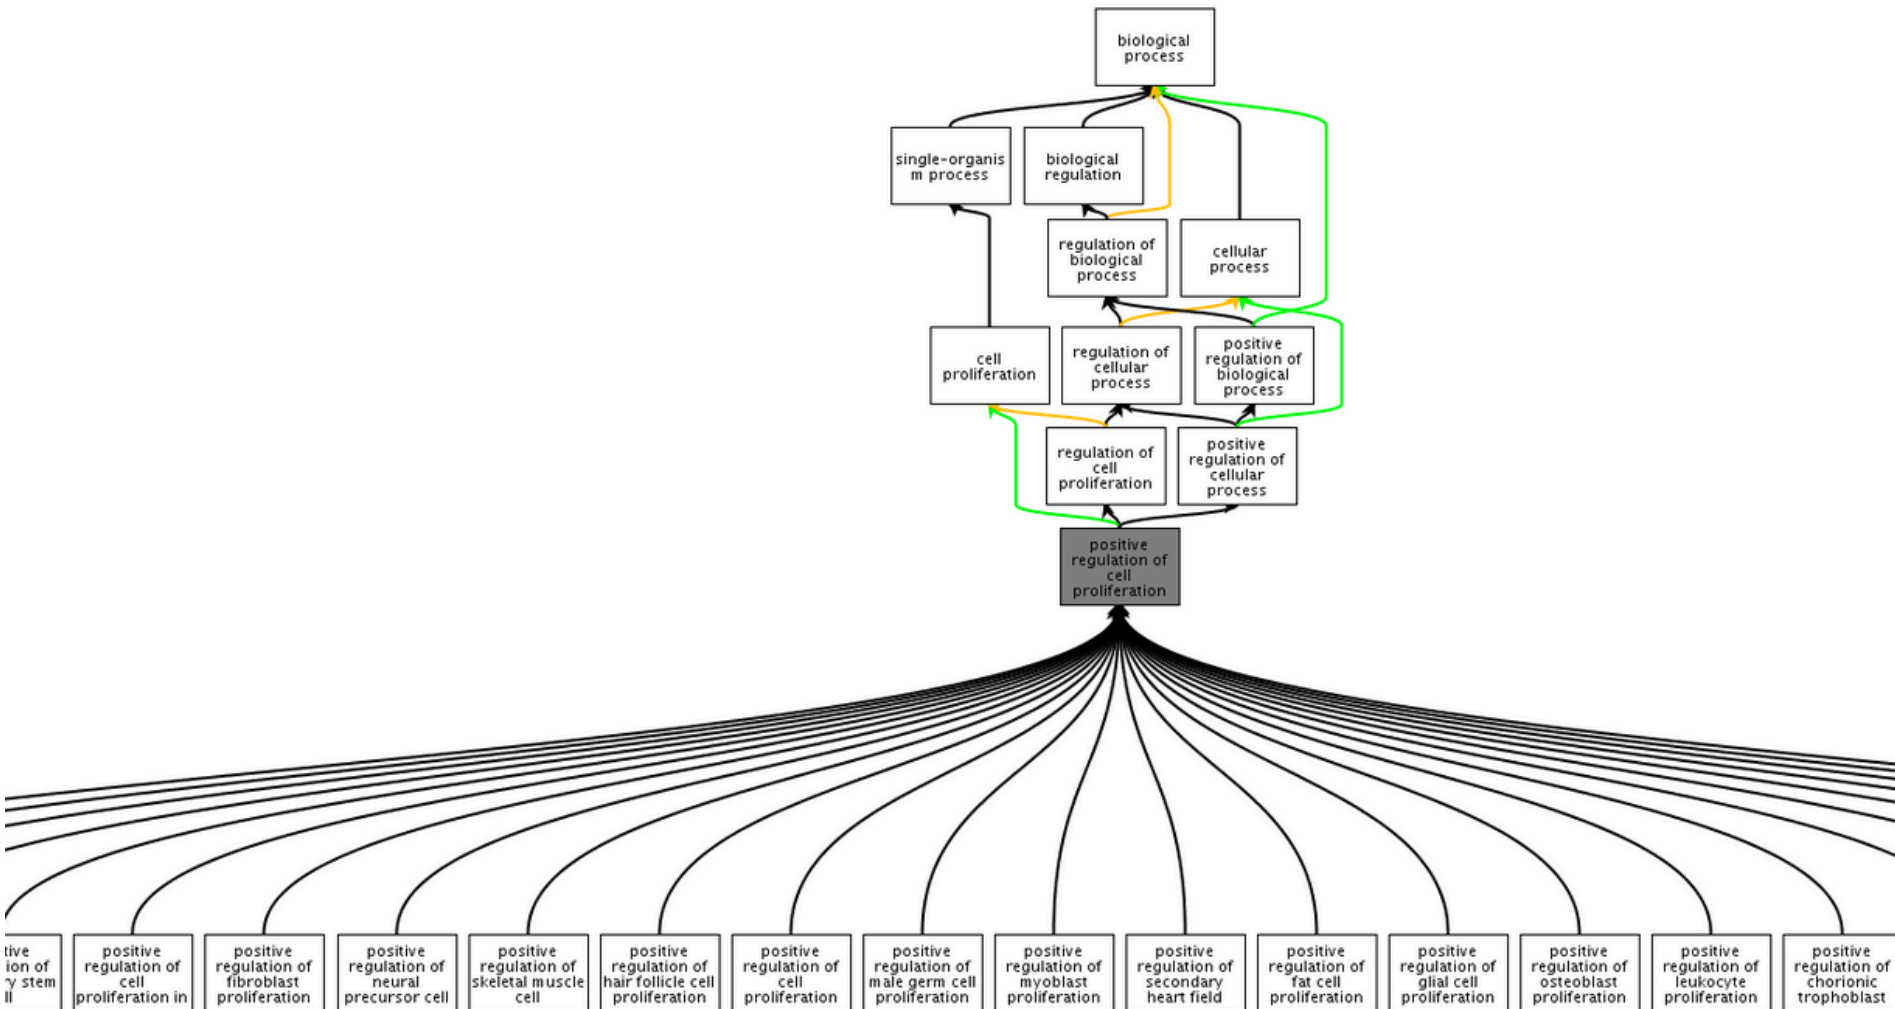 biological
process
single-organis
m process
biological
regulation
regulation of
biological
process
cellular
process
cell
proliferation
regulation of
cellular
process
positive
regulation of
biological
process
regulation of
cell
proliferation
positive
regulation of
cellular
process
positive
regulation of
cell
proliferation
tive
ion of
y stem
ll
positive
regulation of
cell
proliferation in
positive
regulation of
fibroblast
proliferation
positive
regulation of
neural
precursor cell
positive
regulation of
skeletal muscle
cell
positive
regulation of
hair follicle cell
proliferation
positive
regulation of
cell
proliferation
positive
regulation of
male germ cell
proliferation
positive
regulation of
myoblast
proliferation
positive
regulation of
secondary
heart field
positive
regulation of
fat cell
proliferation
positive
regulation of
glial cell
proliferation
positive
regulation of
osteoblast
proliferation
positive
regulation of
leukocyte
proliferation
positive
regulation of
chorionic
trophoblast